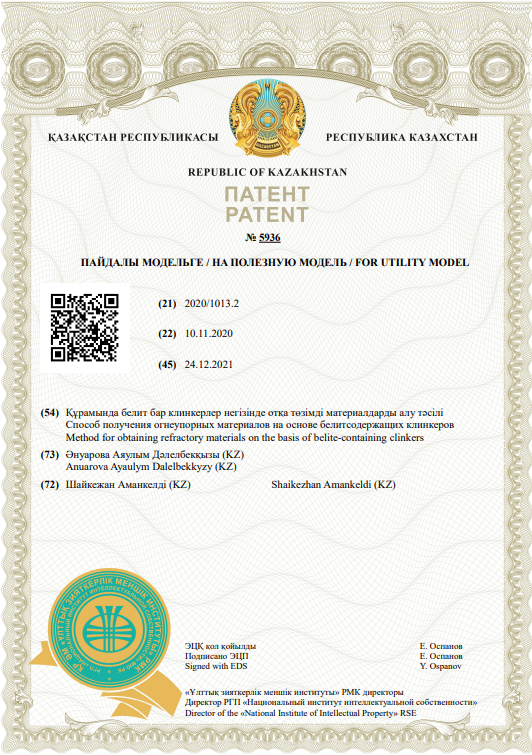 ҚАЗАҚСТАН РЕСПУБЛИКАСЫ
РЕСПУБЛИКА КАЗАХСТАН
REPUBLIC OF KAZAKHSTAN
ПАТЕНТ
PATENT
№ 5936
ПАЙДАЛЫ МОДЕЛЬГЕ / НА ПОЛЕЗНУЮ МОДЕЛЬ / FOR UTILITY MODEL
(21) 2020/1013.2
(22) 10.11.2020
(45) 24.12.2021
(54) Құрамында белит бар клинкерлер негізінде отқа төзімді материалдарды алу тәсілі
Способ получения огнеупорных материалов на основе белитсодержащих клинкеров
Method for obtaining refractory materials on the basis of belite-containing clinkers
(73) Әнуарова Аяулым Дәлелбекқызы (KZ)
Anuarova Ayaulym Dalelbekkyzy (KZ)
(72) Шайкежан Аманкелді (KZ) Shaikezhan Amankeldi (KZ)
ЭЦҚ қол қойылды Е. Оспанов
Подписано ЭЦП Е. Оспанов
Signed with EDS Y. Ospanov
«Ұлттық зияткерлік меншік институты» РМК директоры
Директор РГП «Национальный институт интеллектуальной собственности»
Director of the «National Institute of Intellectual Property» RSE